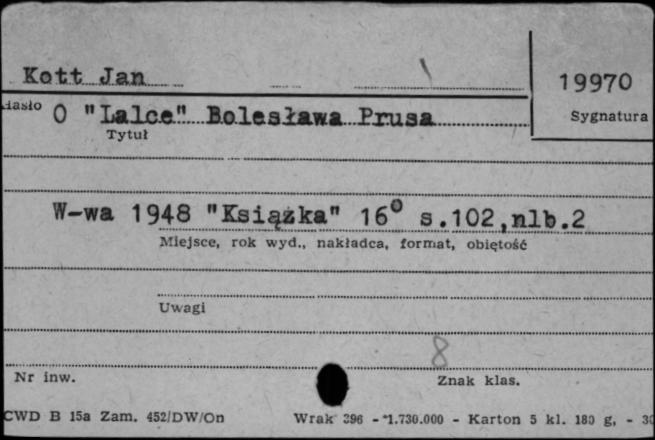 Kott Jan
19970
Hasło O "Lalce" Bolesława Prusa
Sygnatura
Tytuł
W-wa 1948 "Książka" 16° s.102,nlb.2
Miejsce, rok wyd., nakładca, format, obiętość
Uwagi
8
Nr inw.
Znak klas.
CWD B 15a Zam. 452/DW/On Wrak 396 - 1.730.000 - Karton 5 kl. 180 g, -